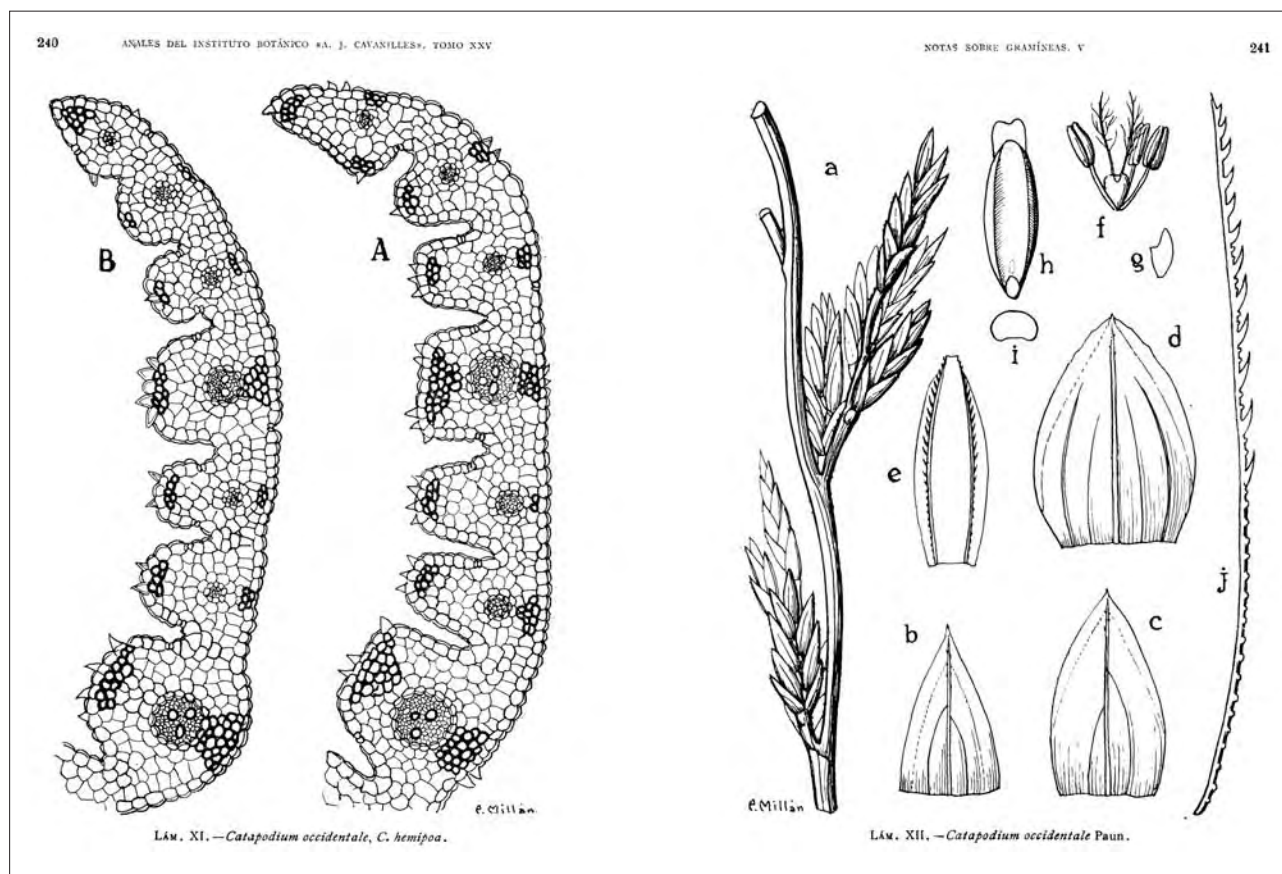 240
ANALES DEL INSTITUTO BOTÁNICO «A. J. CAVANILLES». TOMO XXV
B
A
P. Millán.
LÁM. XI.—Catapodium occidentale, C. hemipoa.
NOTAS SOBRE GRAMÍNEAS. V
241
a
h
f
g
i
d
e
j
b
c
P. Millán
LÁM. XII.—Catapodium occidentale Paun.